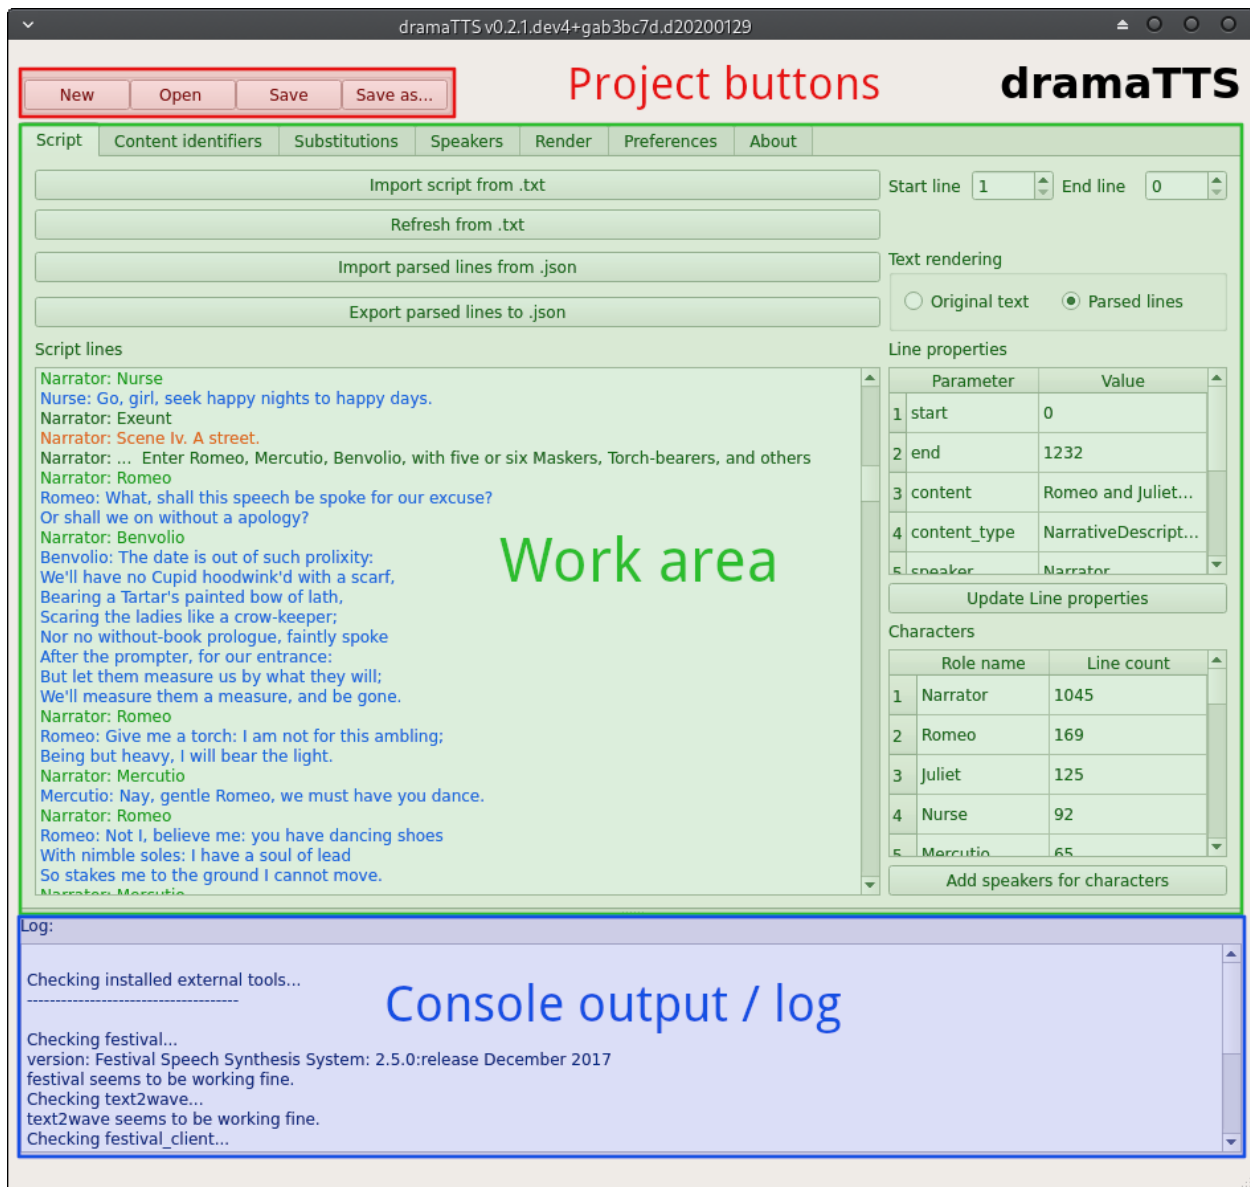 dramaTTS v0.2.1.dev4+gab3bc7d.d20200129
New Open Save Save as...
Project buttons
dramaTTS
Script Content identifiers Substitutions Speakers Render Preferences About
Import script from .txt
Start line 1 End line 0
Refresh from .txt
Import parsed lines from .json
Text rendering
Original text Parsed lines
Export parsed lines to .json
Script lines
Narrator: Nurse
Nurse: Go, girl, seek happy nights to happy days.
Narrator: Exeunt
Narrator: Scene Iv. A street.
Narrator: ... Enter Romeo, Mercutio, Benvolio, with five or six Maskers, Torch-bearers, and others
Narrator: Romeo
Romeo: What, shall this speech be spoke for our excuse?
Or shall we on without a apology?
Narrator: Benvolio
Benvolio: The date is out of such prolixity:
We'll have no Cupid hoodwink'd with a scarf,
Bearing a Tartar's painted bow of lath,
Scaring the ladies like a crow-keeper;
Nor no without-book prologue, faintly spoke
After the prompter, for our entrance:
But let them measure us by what they will;
We'll measure them a measure, and be gone.
Narrator: Romeo
Romeo: Give me a torch: I am not for this ambling;
Being but heavy, I will bear the light.
Narrator: Mercutio
Mercutio: Nay, gentle Romeo, we must have you dance.
Narrator: Romeo
Romeo: Not I, believe me: you have dancing shoes
With nimble soles: I have a soul of lead
So stakes me to the ground I cannot move.
Narrator: Mercutio
Work area
Line properties
Parameter Value
1 start 0
2 end 1232
3 content Romeo and Juliet...
4 content_type NarrativeDescript...
5 speaker Narrator
Update Line properties
Characters
Role name Line count
1 Narrator 1045
2 Romeo 169
3 Juliet 125
4 Nurse 92
5 Mercutio 65
Add speakers for characters
Log:
Checking installed external tools...
-------------------------------------
Console output / log
Checking festival...
version: Festival Speech Synthesis System: 2.5.0:release December 2017
festival seems to be working fine.
Checking text2wave...
text2wave seems to be working fine.
Checking festival_client...